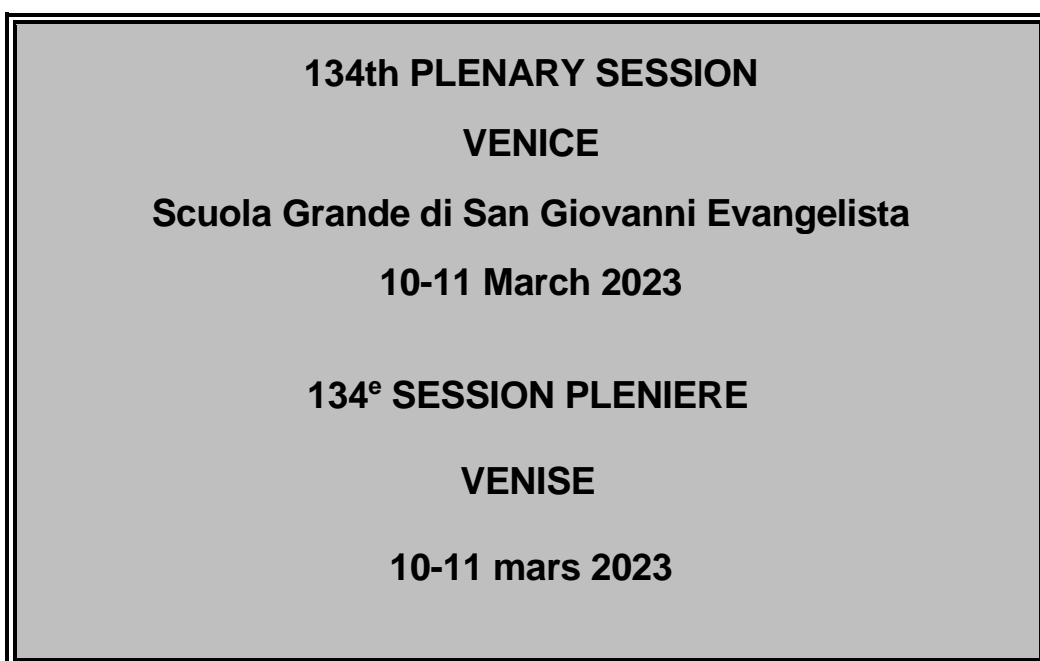 134th PLENARY SESSION
VENICE
Scuola Grande di San Giovanni Evangelista
10-11 March 2023
134e SESSION PLENIERE
VENISE
10-11 mars 2023